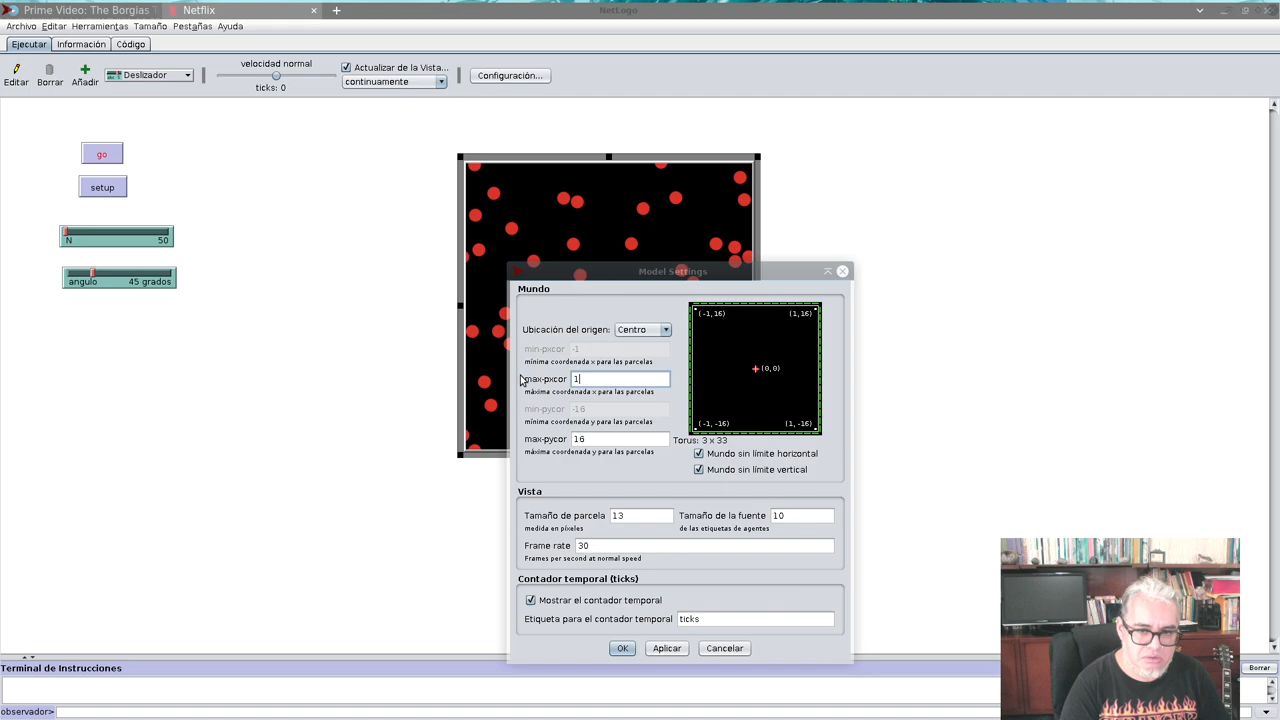 Prime Video: The Borgias
Netflix
NetLogo
Archivo Editar Herramientas Tamaño Pestañas Ayuda
Ejecutar Información Código
Editar Borrar Añadir Deslizador
velocidad normal
ticks: 0
Actualizar de la Vista...
continuamente
Configuración...
go
setup
N 50
angulo 45 grados
Model Settings
Mundo
Ubicación del origen: Centro
min-pxcor -1
mínima coordenada x para las parcelas
max-pxcor 1
máxima coordenada x para las parcelas
min-pycor -16
mínima coordenada y para las parcelas
max-pycor 16
máxima coordenada y para las parcelas
(-1,16) (1,16)
(0,0)
(-1,-16) (1,-16)
Torus: 3 x 33
Mundo sin límite horizontal
Mundo sin límite vertical
Vista
Tamaño de parcela 13
medida en píxeles
Tamaño de la fuente 10
de las etiquetas de agentes
Frame rate 30
Frames per second at normal speed
Contador temporal (ticks)
Mostrar el contador temporal
Etiqueta para el contador temporal ticks
OK Aplicar Cancelar
Terminal de Instrucciones
Borrar
observador>